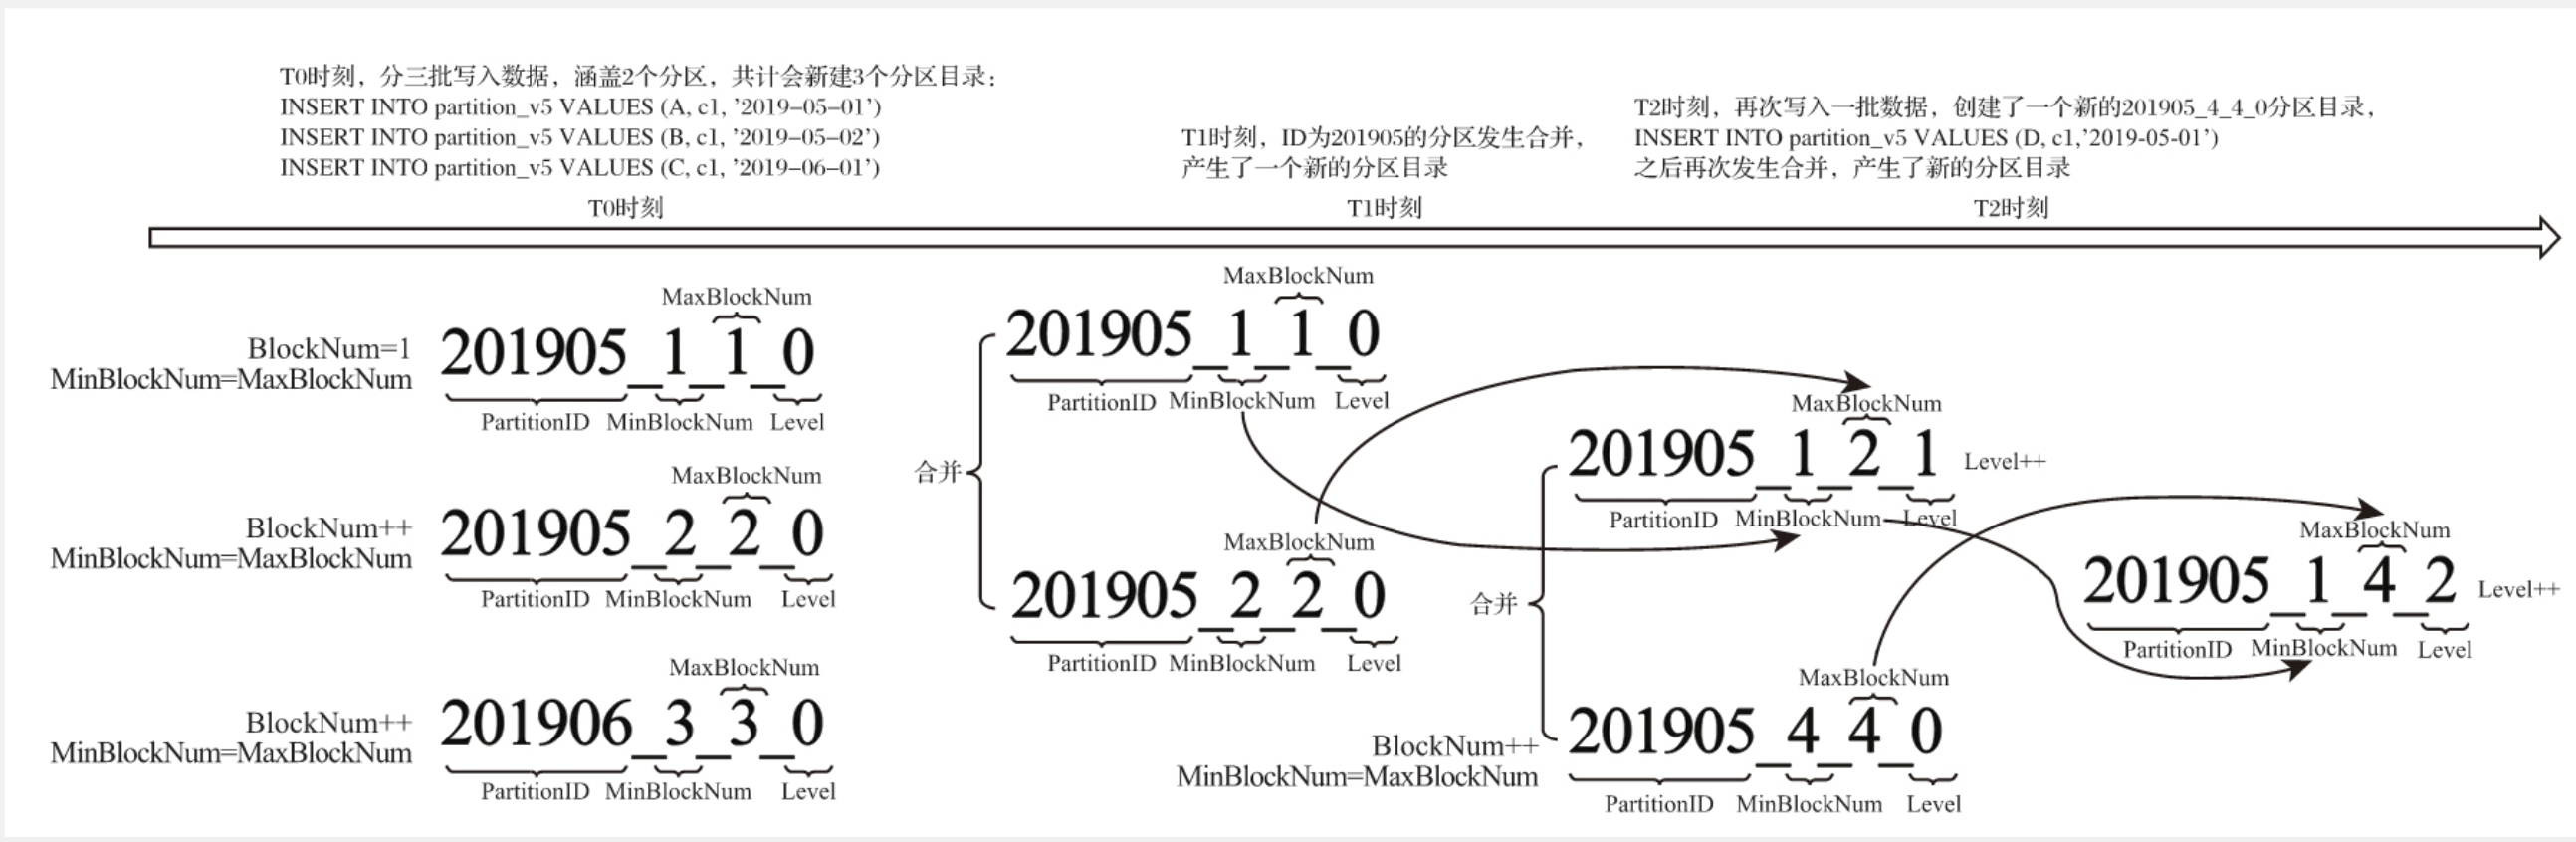 T0时刻，分三批写入数据，涵盖2个分区，共计会新建3个分区目录：
INSERT INTO partition_v5 VALUES (A, c1, ’2019–05–01’)
INSERT INTO partition_v5 VALUES (B, c1, ’2019–05–02’)
INSERT INTO partition_v5 VALUES (C, c1, ’2019–06–01’)
T1时刻，ID为201905的分区发生合并，
产生了一个新的分区目录
T2时刻，再次写入一批数据，创建了一个新的201905_4_4_0分区目录，
INSERT INTO partition_v5 VALUES (D, c1,’2019-05-01’)
之后再次发生合并，产生了新的分区目录
T0时刻
T1时刻
T2时刻
MaxBlockNum
BlockNum=1
MinBlockNum=MaxBlockNum
201905_1_1_0
PartitionID MinBlockNum Level
MaxBlockNum
BlockNum++
MinBlockNum=MaxBlockNum
201905_2_2_0
PartitionID MinBlockNum Level
MaxBlockNum
BlockNum++
MinBlockNum=MaxBlockNum
201906_3_3_0
PartitionID MinBlockNum Level
合并
MaxBlockNum
201905_1_1_0
PartitionID MinBlockNum Level
MaxBlockNum
201905_2_2_0
PartitionID MinBlockNum Level
合并
MaxBlockNum
201905_1_2_1 Level++
PartitionID MinBlockNum Level
MaxBlockNum
BlockNum++
MinBlockNum=MaxBlockNum
201905_4_4_0
PartitionID MinBlockNum Level
MaxBlockNum
201905_1_4_2 Level++
PartitionID MinBlockNum Level